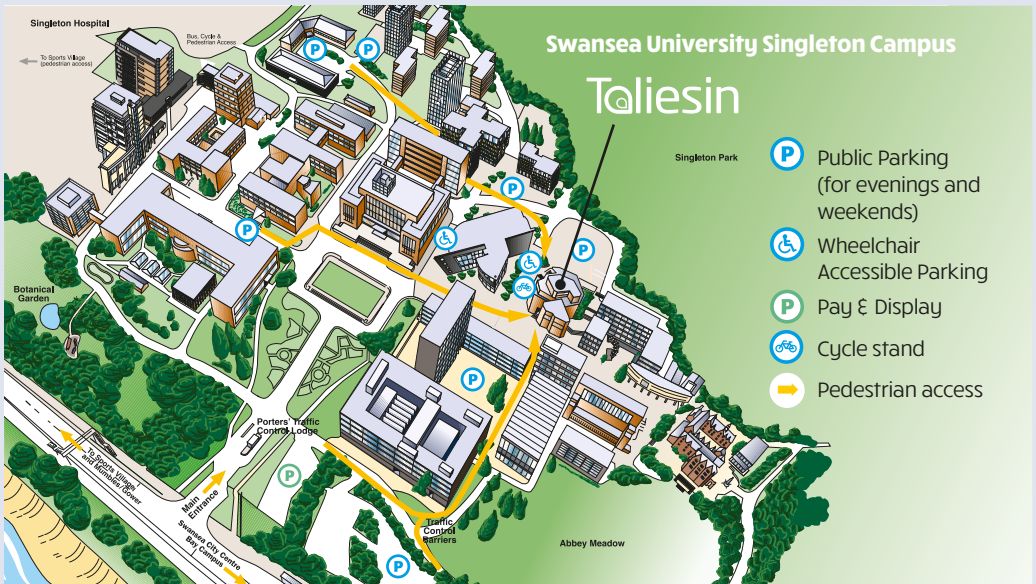 Singleton Hospital
To Sports Village
(pedestrian access)
Bus, Cycle &
Pedestrian Access
P
P
Swansea University Singleton Campus
Taliesin
Singleton Park
P
Public Parking
(for evenings and
weekends)
Wheelchair
Accessible Parking
P
Pay & Display
Cycle stand
Pedestrian access
P
P
P
Botanical
Garden
P
Porters' Traffic
Control Lodge
P
To Sports Village
and Mumbles/Gower
Main
Entrance
Swansea City Centre
Bay Campus
Traffic
Control
Barriers
Abbey Meadow
P